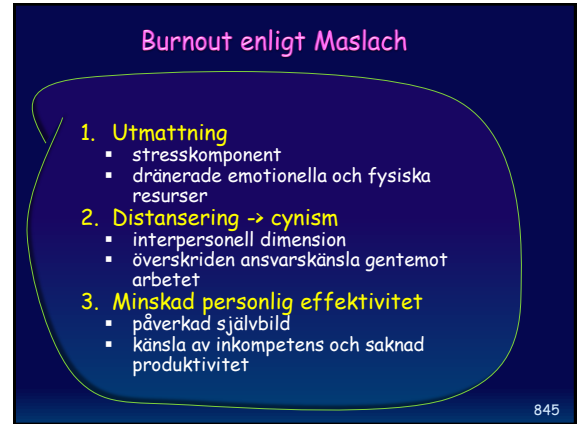 Burnout enligt Maslach
1. Utmattning
▪ stresskomponent
▪ dränerade emotionella och fysiska
resurser
2. Distansering -> cynism
▪ interpersonell dimension
▪ överskriden ansvarskänsla gentemot
arbetet
3. Minskad personlig effektivitet
▪ påverkad självbild
▪ känsla av inkompetens och saknad
produktivitet
845